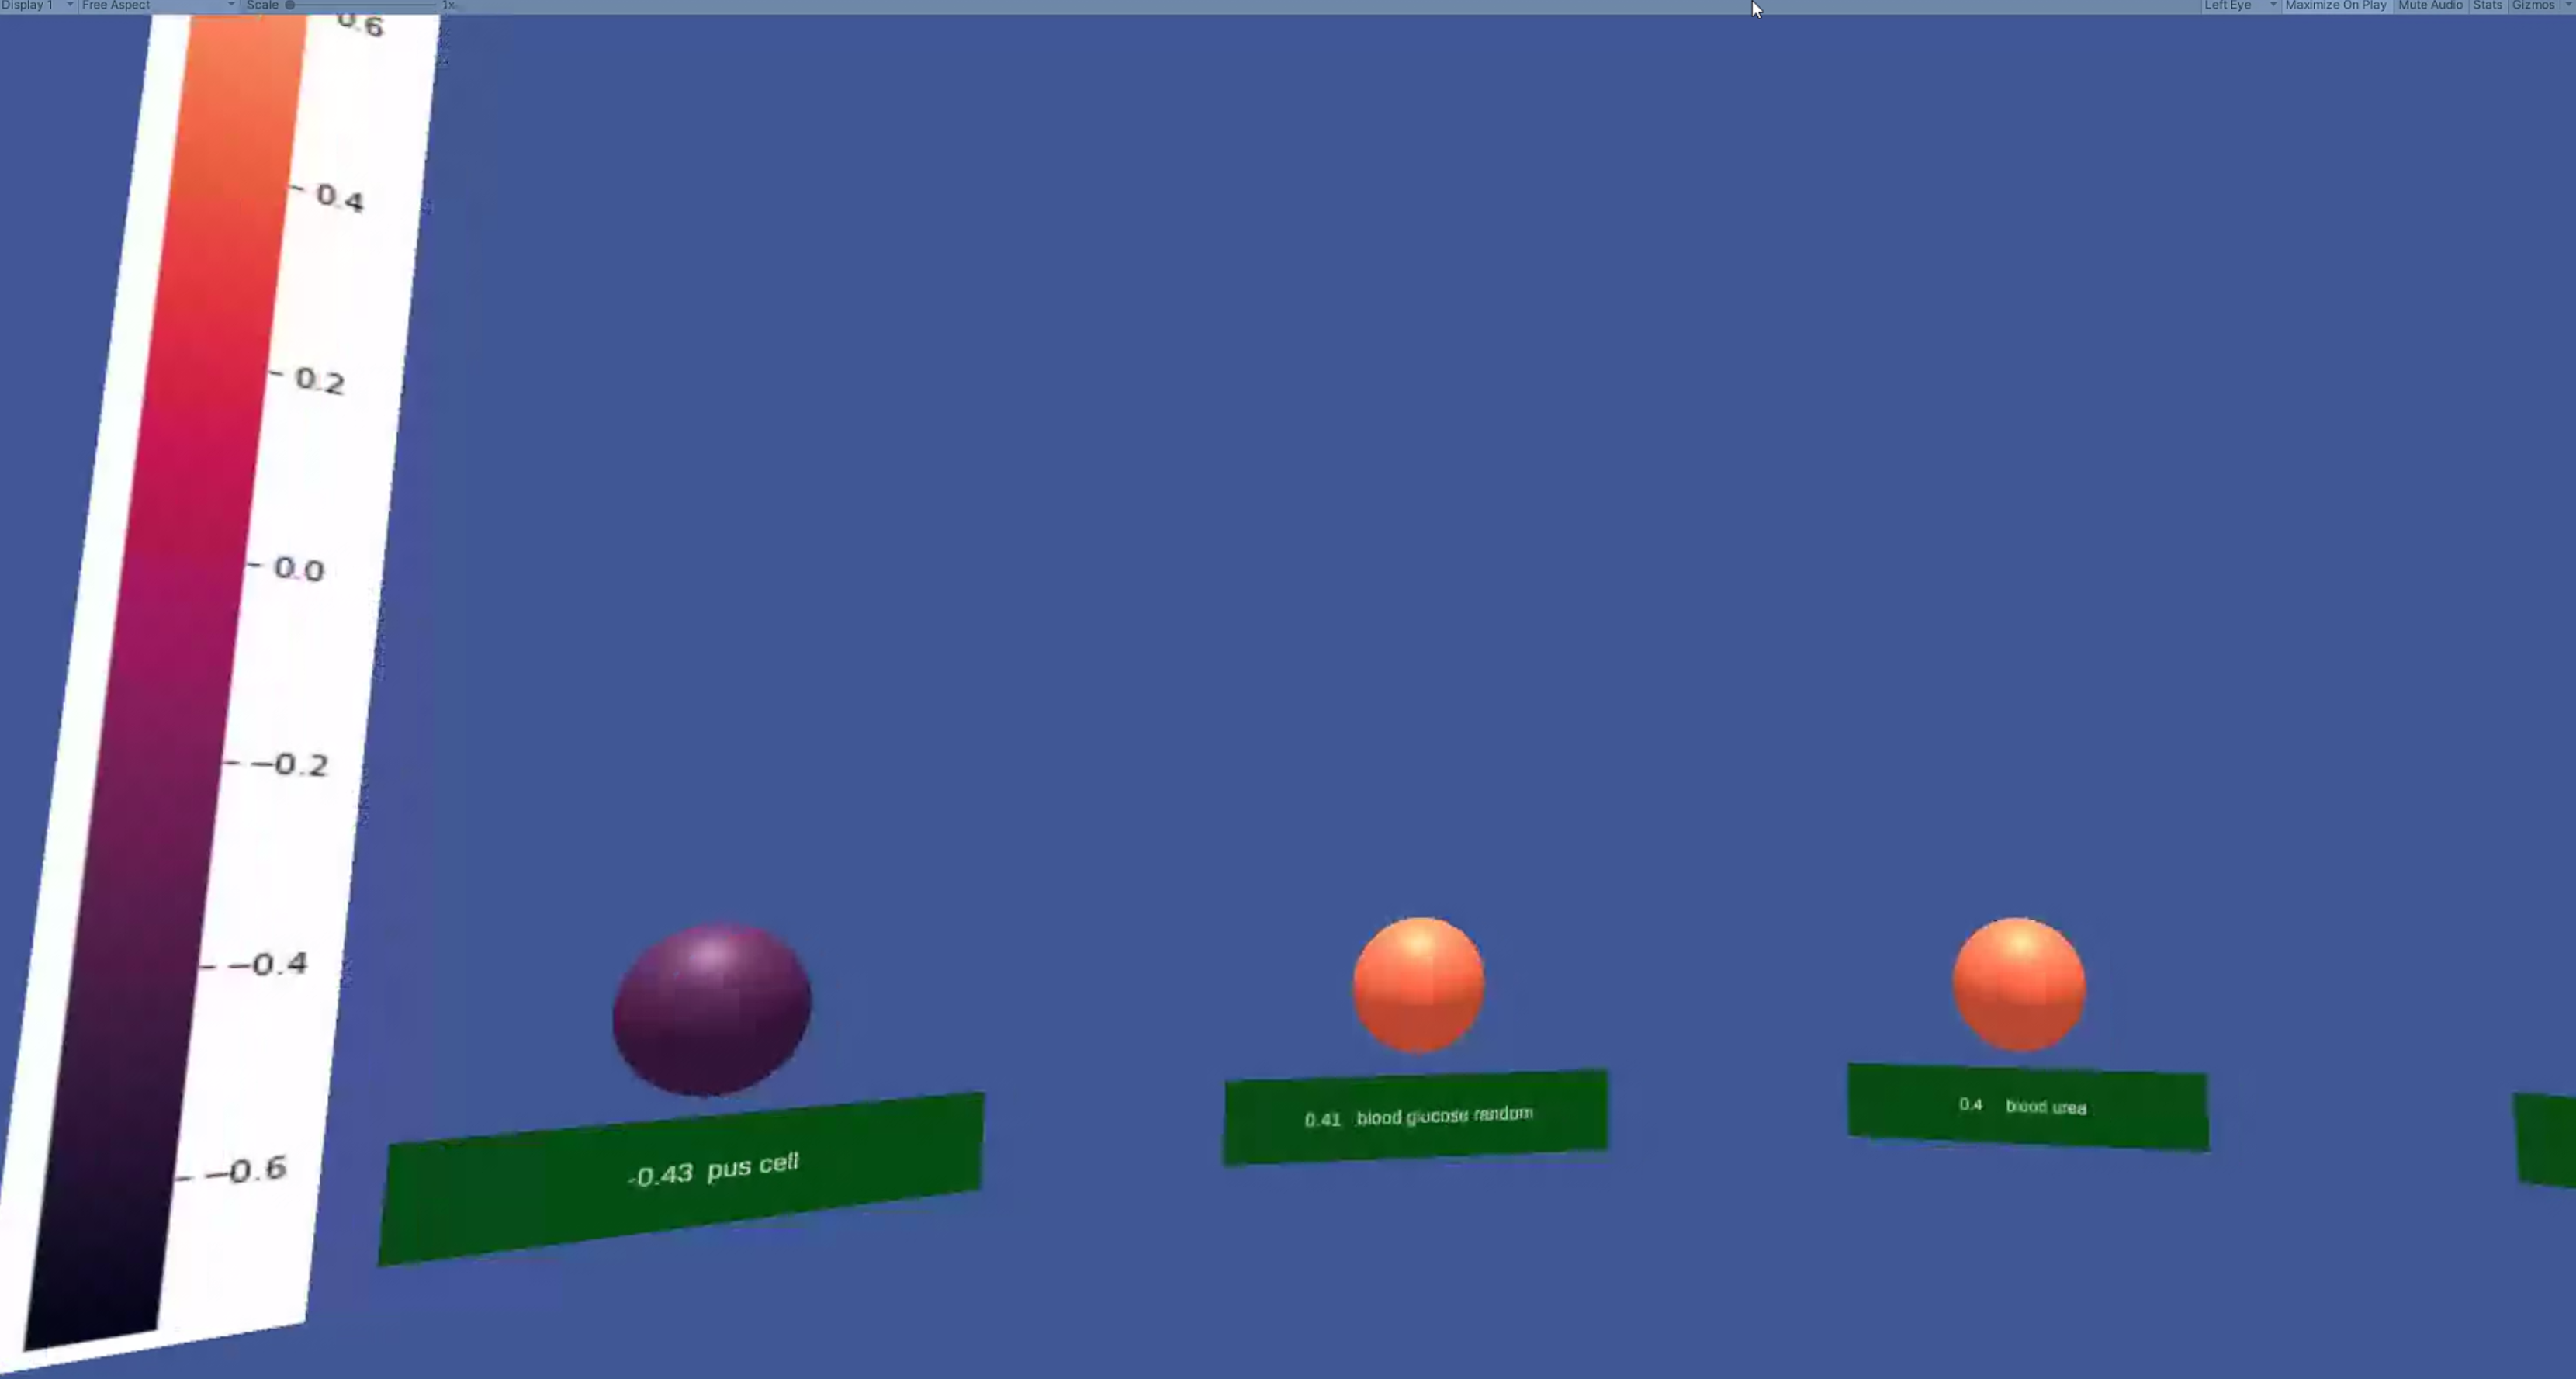 Display 1 Free Aspect Scale 1x Left Eye Maximize On Play Mute Audio Stats Gizmos
0.6
0.4
0.2
0.0
−0.2
−0.4
−0.6
-0.43 pus cell
0.41 blood glucose random
0.4 blood urea